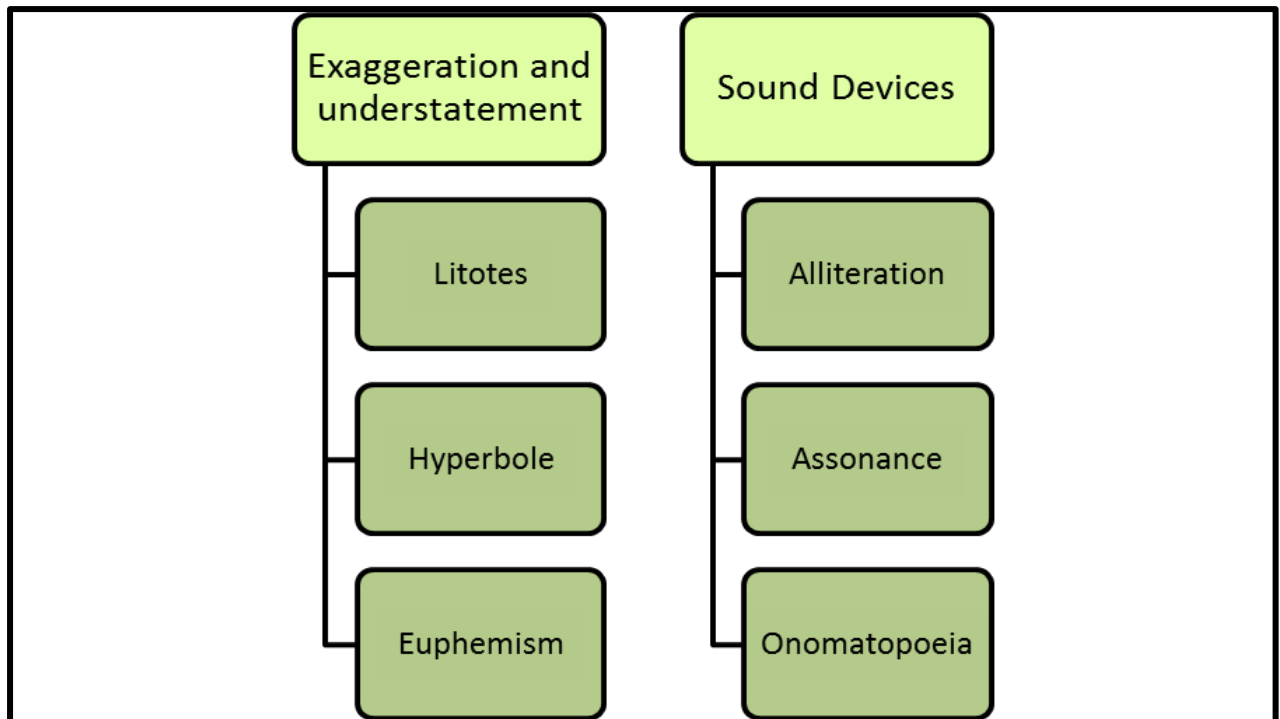 Exaggeration and
understatement
Litotes
Hyperbole
Euphemism
Sound Devices
Alliteration
Assonance
Onomatopoeia